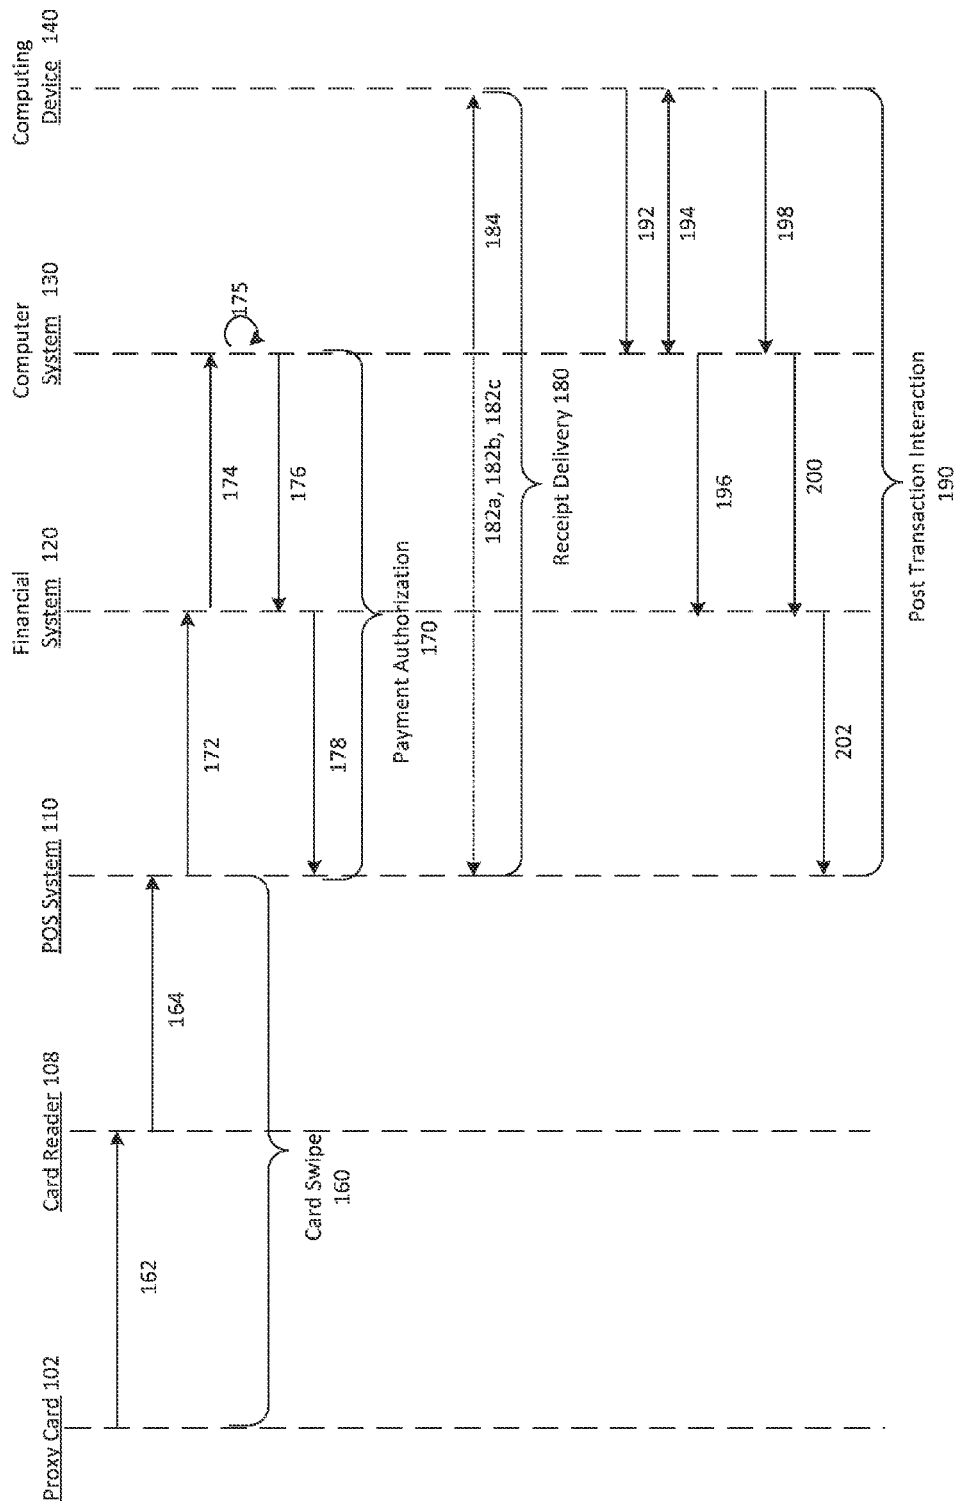 Proxy Card 102
Card Reader 108
POS System 110
Financial
System 120
Computer
System 130
Computing
Device 140
162
164
172
174
175
176
178
Card Swipe
160
Payment Authorization
170
182a, 182b, 182c
184
Receipt Delivery 180
192
194
196
198
200
202
Post Transaction Interaction
190